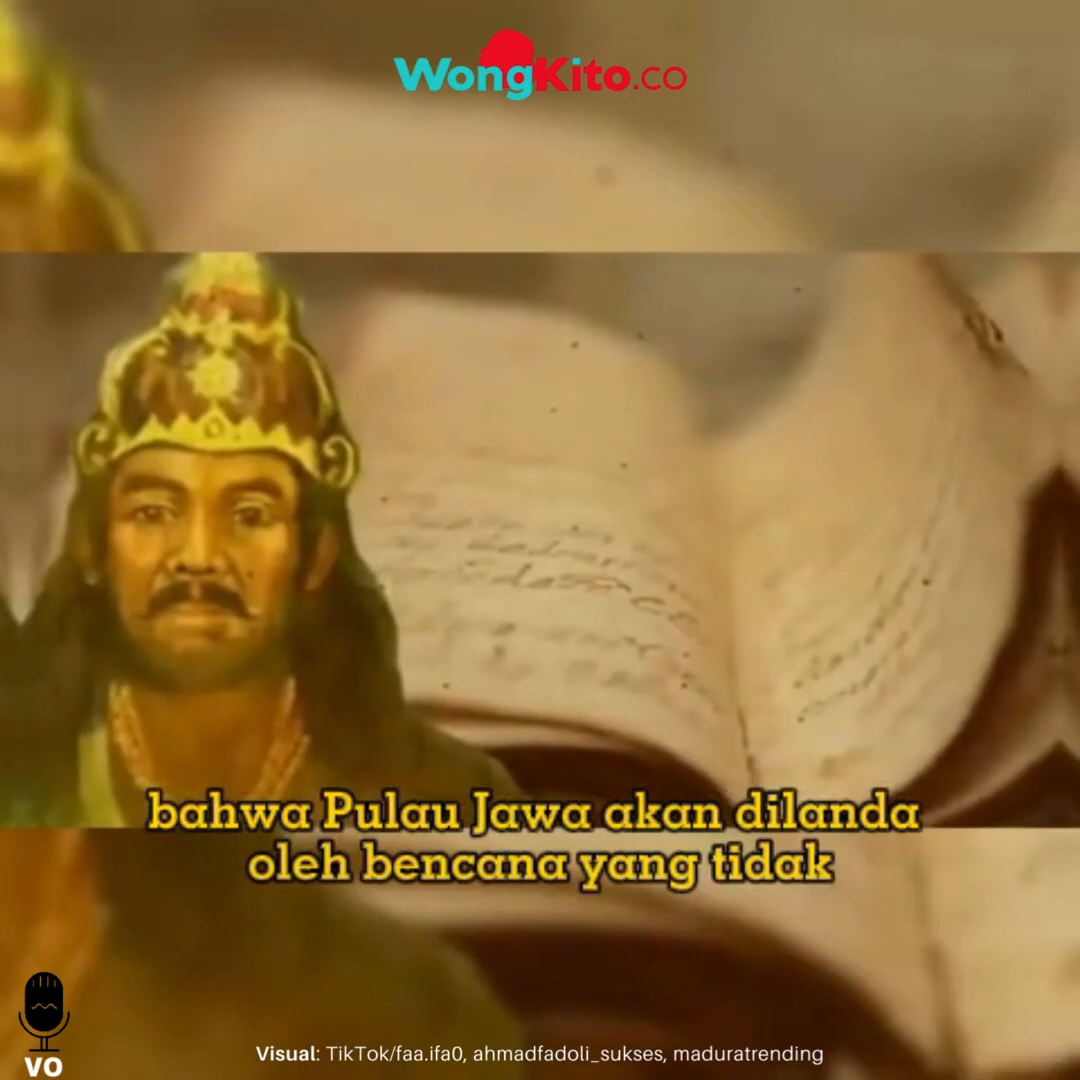 WongKito.co
bahwa Pulau Jawa akan dilanda
oleh bencana yang tidak
VO
Visual: TikTok/faa.ifa0, ahmadfadoli_sukses, maduratrending